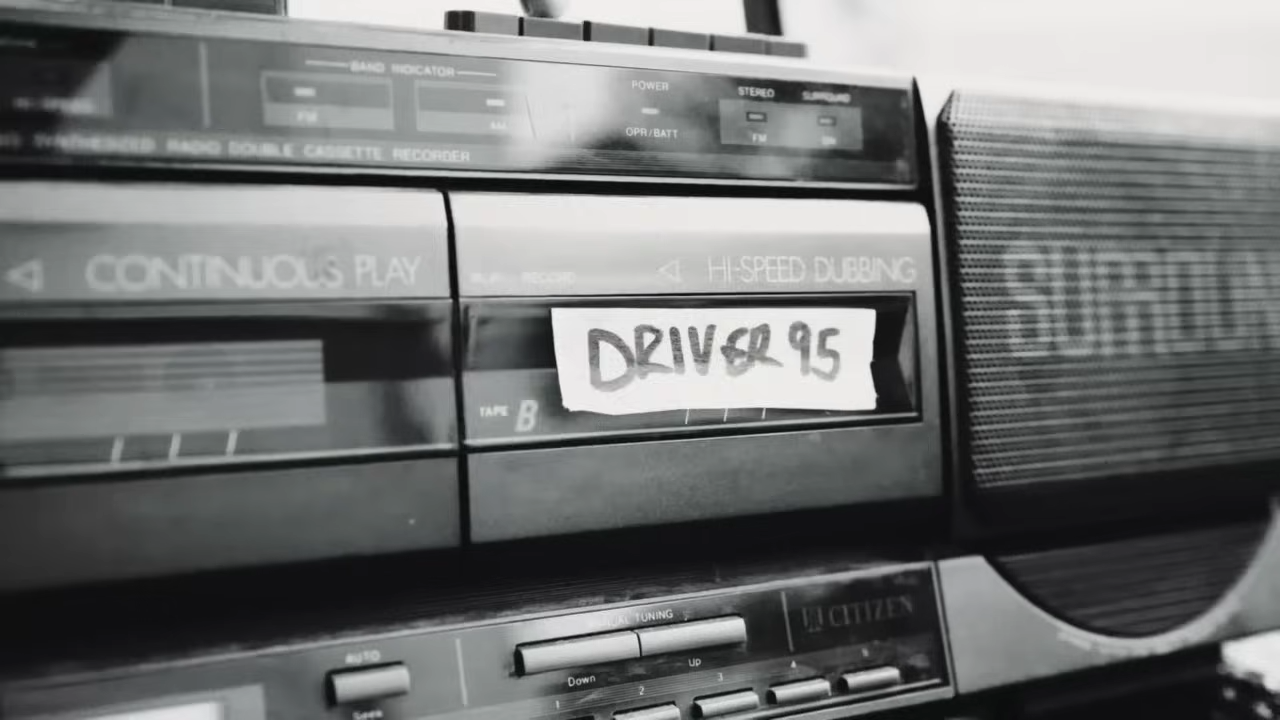 BAND INDICATOR
FM
AM
POWER
OPR/BATT
STEREO
FM
SURROUND
ON
SYNTHESIZED RADIO DOUBLE CASSETTE RECORDER
CONTINUOUS PLAY
PLAY RECORD
HI-SPEED DUBBING
DRIVER 95
TAPE B
TUNING
Down
Up
AUTO
Seek
1
2
3
4
5
CITIZEN